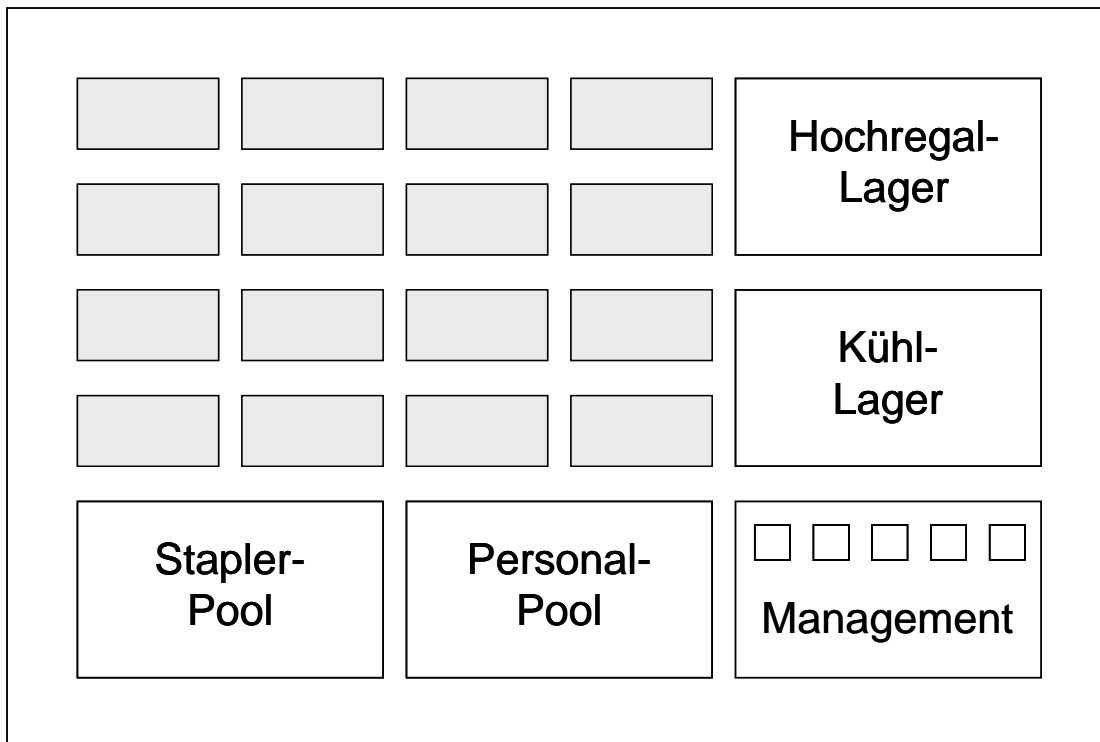 Hochregal-
Lager
Kühl-
Lager
Stapler-
Pool
Personal-
Pool
Management